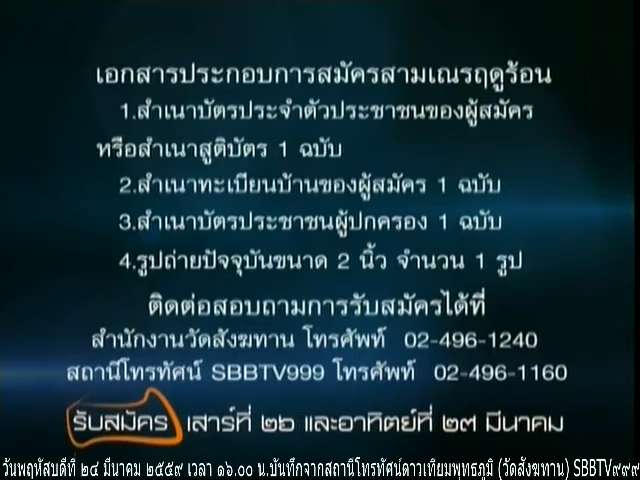 เอกสารประกอบการสมัครสามเณรฤดูร้อน
1.สำเนาบัตรประจำตัวประชาชนของผู้สมัคร
หรือสำเนาสูติบัตร 1 ฉบับ
2.สำเนาทะเบียนบ้านของผู้สมัคร 1 ฉบับ
3.สำเนาบัตรประชาชนผู้ปกครอง 1 ฉบับ
4.รูปถ่ายปัจจุบันขนาด 2 นิ้ว จำนวน 1 รูป
ติดต่อสอบถามการรับสมัครได้ที่
สำนักงานวัดสังฆทาน โทรศัพท์ 02-496-1240
สถานีโทรทัศน์ SBBTV999 โทรศัพท์ 02-496-1160
รับสมัคร เสาร์ที่ ๒๖ และอาทิตย์ที่ ๒๗ มีนาคม
วันพฤหัสบดีที่ ๒๔ มีนาคม ๒๕๕๙ เวลา ๑๖.๐๐ น.บันทึกจากสถานีโทรทัศน์ดาวเทียมพุทธภูมิ (วัดสังฆทาน) SBBTV๙๙๙